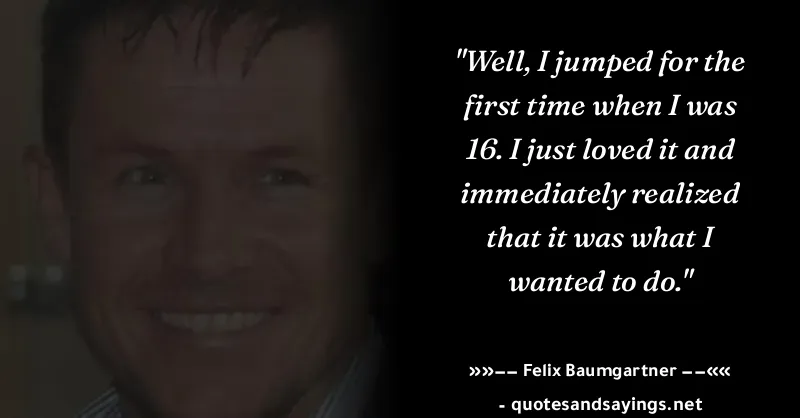 "Well, I jumped for the
first time when I was
16. I just loved it and
immediately realized
that it was what I
wanted to do."
»»−− Felix Baumgartner −−««
- quotesandsayings.net